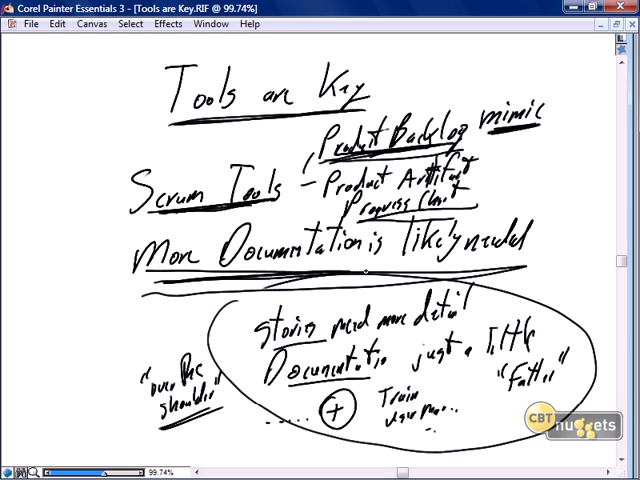 Corel Painter Essentials 3 - [Tools are Key.RIF @ 99.74%]
File Edit Canvas Select Effects Window Help
Tools are Key
Product Backlog mimic
Scrum Tools - Product Artifact
Progress Chart
More Documentation is likely needed
Stories need more detail
Documentation just a little
"over the
shoulder"
"Fatter"
..... + Train
99.74%
CBT
nuggets